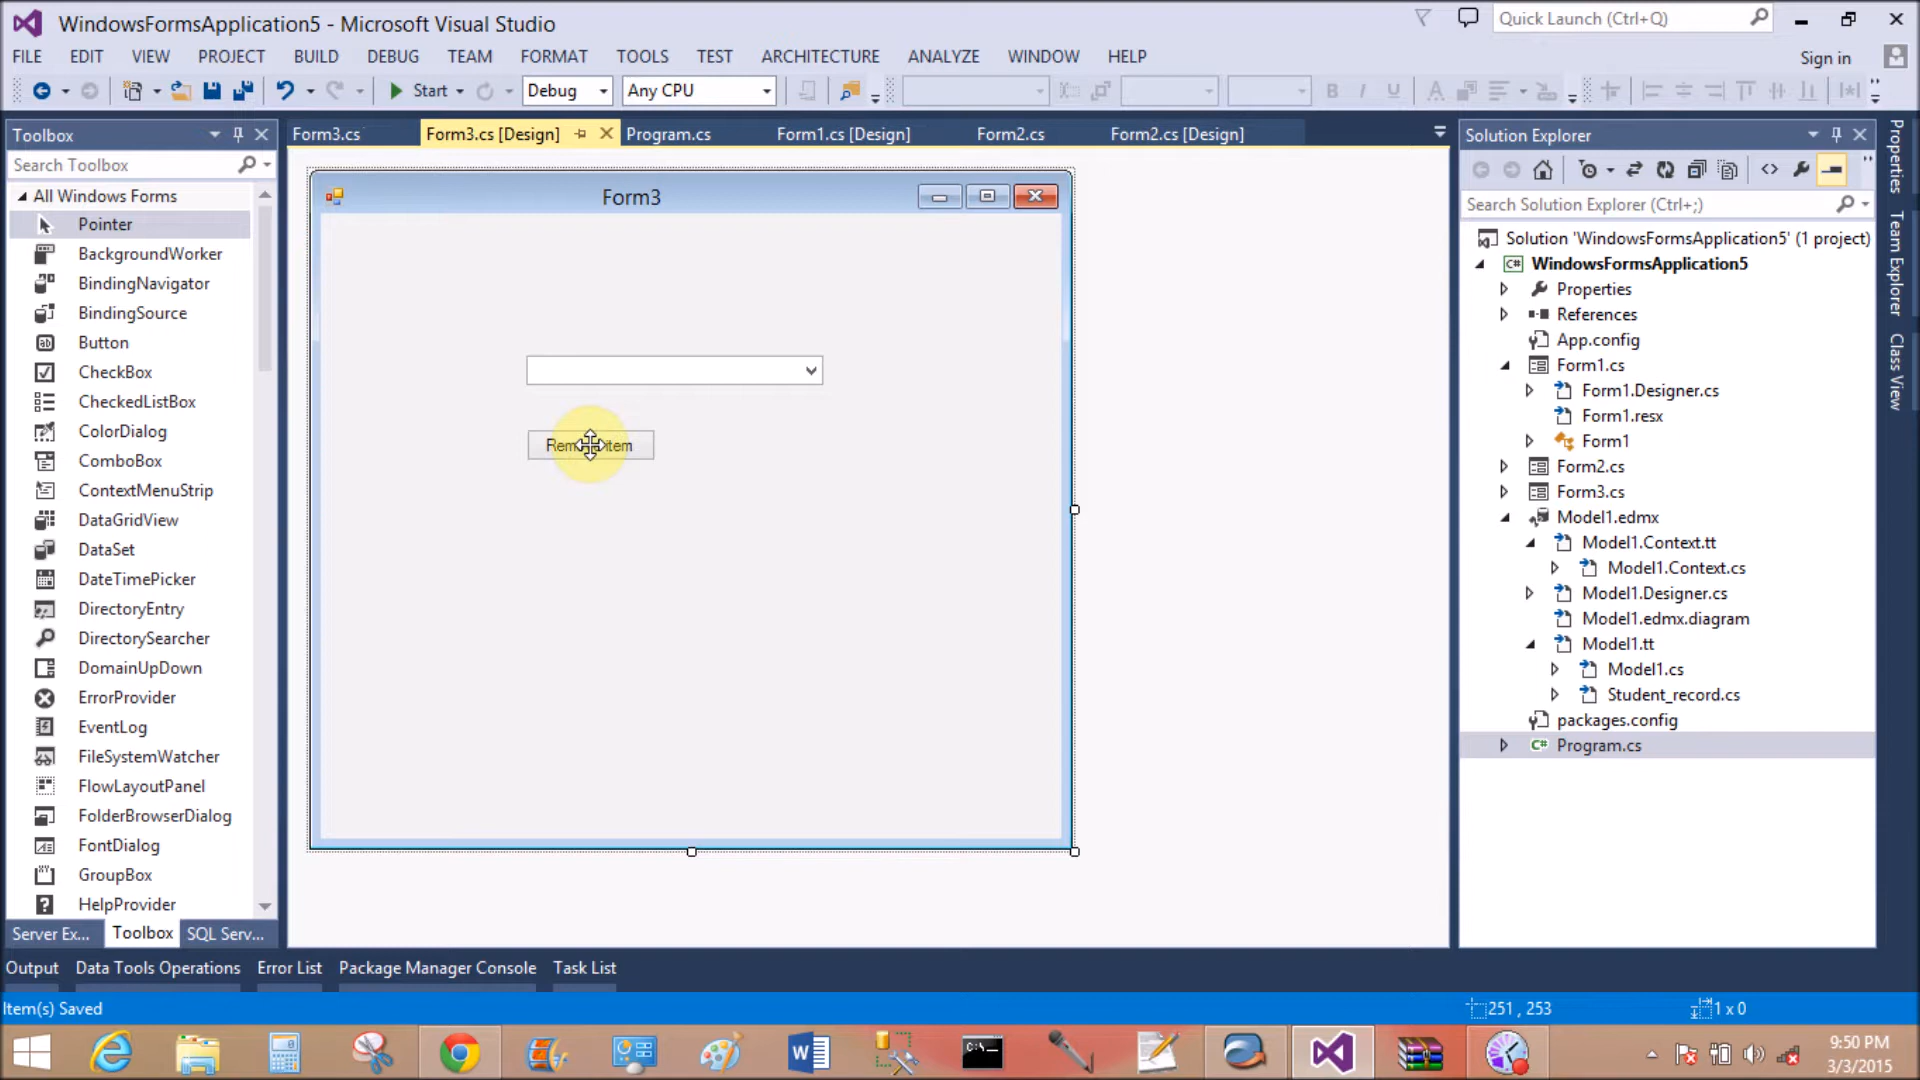 WindowsFormsApplication5 - Microsoft Visual Studio
Quick Launch (Ctrl+Q)
FILE EDIT VIEW PROJECT BUILD DEBUG TEAM FORMAT TOOLS TEST ARCHITECTURE ANALYZE WINDOW HELP
Sign in
Start Debug Any CPU
B I U A
Toolbox
Form3.cs Form3.cs [Design] Program.cs Form1.cs [Design] Form2.cs Form2.cs [Design]
Solution Explorer
Search Toolbox
Search Solution Explorer (Ctrl+;)
All Windows Forms
Pointer
BackgroundWorker
BindingNavigator
BindingSource
Button
CheckBox
CheckedListBox
ColorDialog
ComboBox
ContextMenuStrip
DataGridView
DataSet
DateTimePicker
DirectoryEntry
DirectorySearcher
DomainUpDown
ErrorProvider
EventLog
FileSystemWatcher
FlowLayoutPanel
FolderBrowserDialog
FontDialog
GroupBox
HelpProvider
Server Ex... Toolbox SQL Serv...
Form3
item
Solution 'WindowsFormsApplication5' (1 project)
WindowsFormsApplication5
Properties
References
App.config
Form1.cs
Form1.Designer.cs
Form1.resx
Form1
Form2.cs
Form3.cs
Model1.edmx
Model1.Context.tt
Model1.Context.cs
Model1.Designer.cs
Model1.edmx.diagram
Model1.tt
Model1.cs
Student_record.cs
packages.config
Program.cs
Properties
Team Explorer
Class View
Output Data Tools Operations Error List Package Manager Console Task List
Item(s) Saved
251 , 253
1 x 0
9:50 PM
3/3/2015